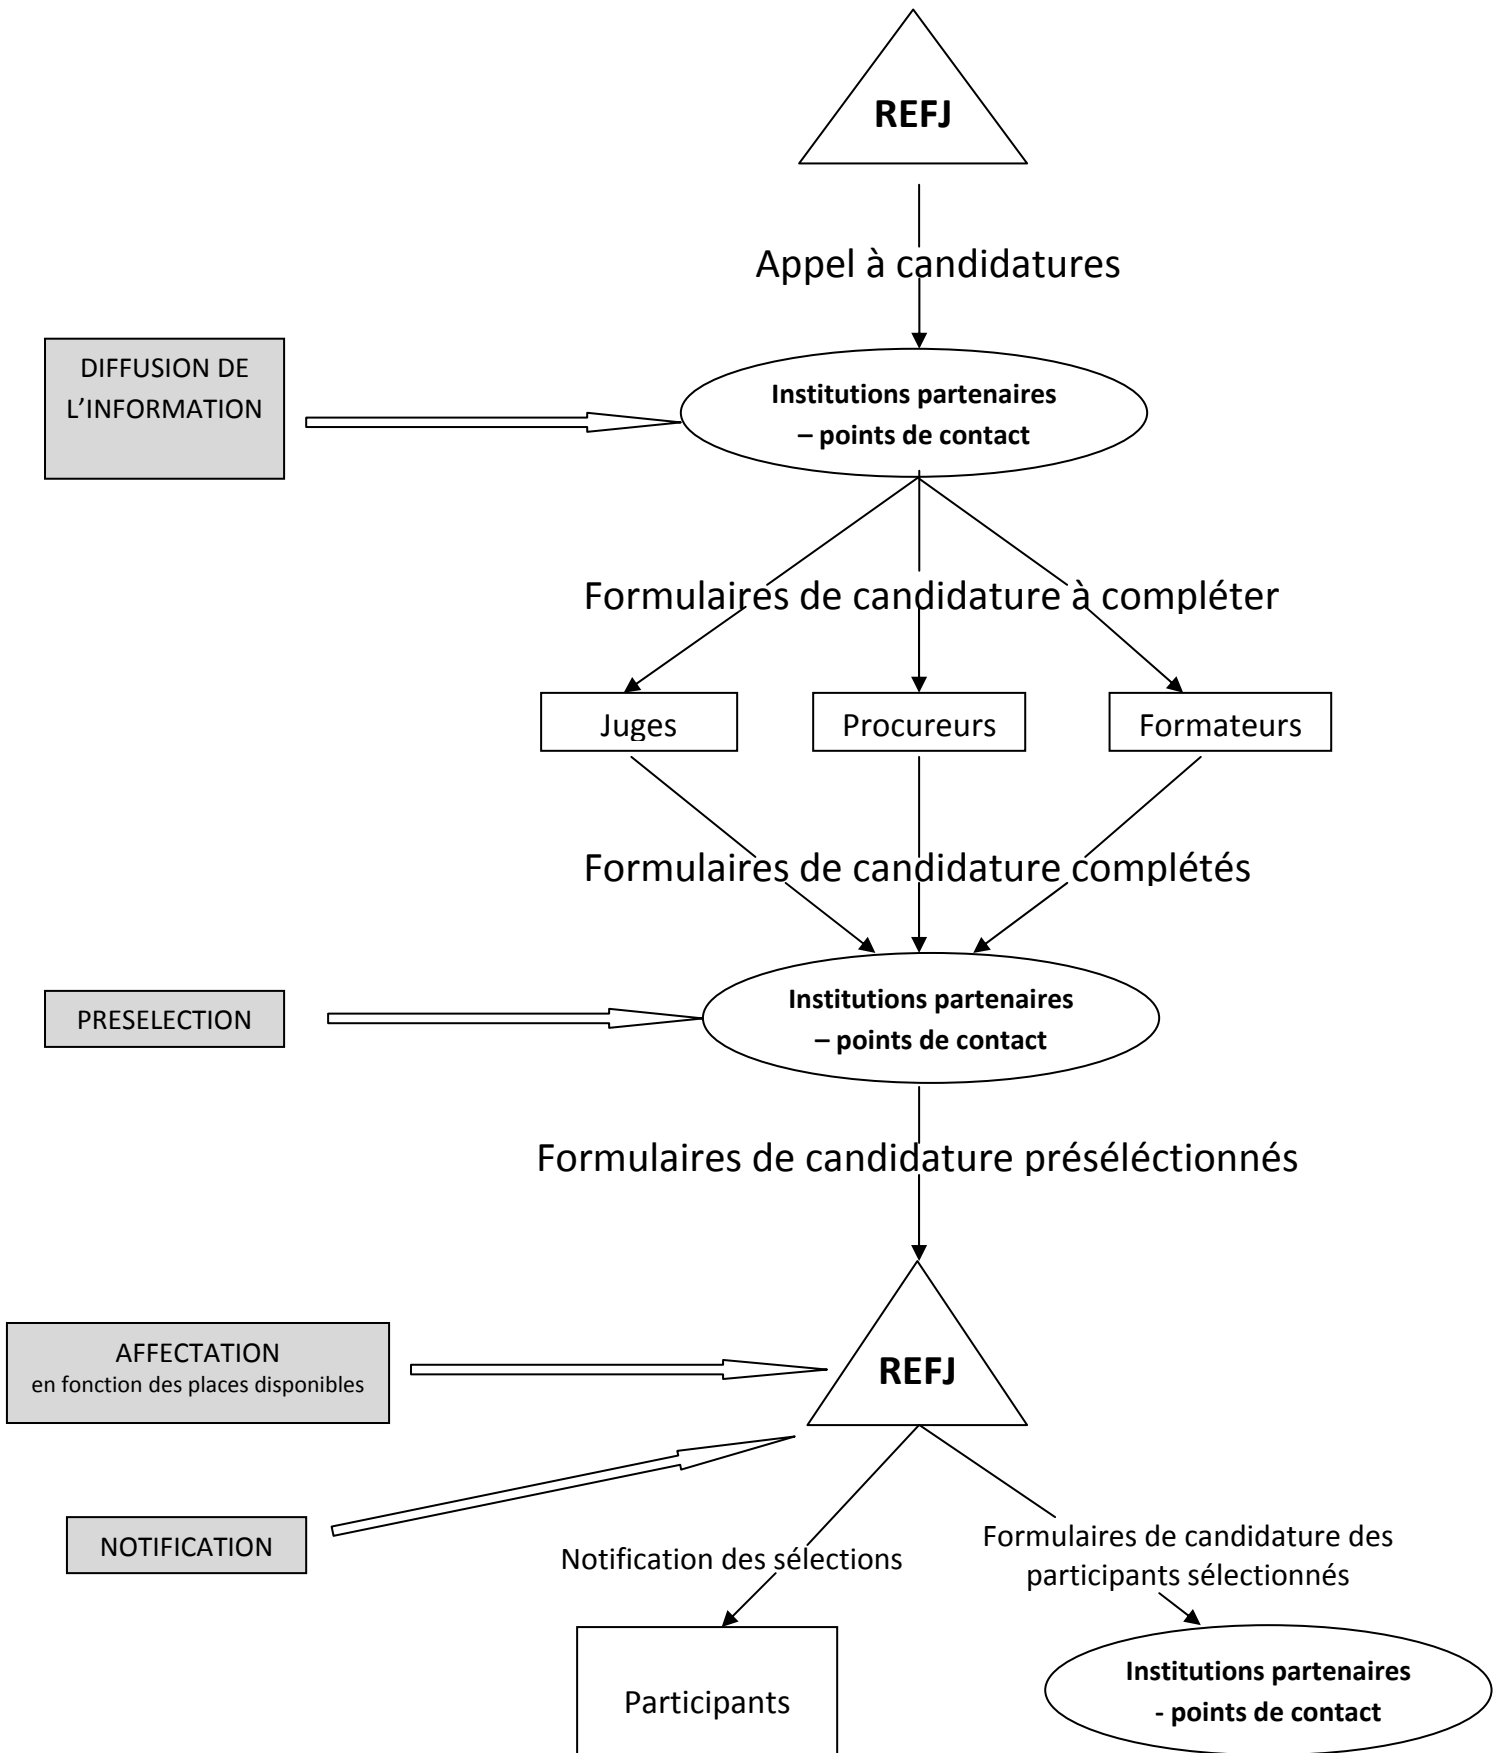 REFJ
Appel à candidatures
DIFFUSION DE
L’INFORMATION
Institutions partenaires
– points de contact
Formulaires de candidature à compléter
Juges
Procureurs
Formateurs
Formulaires de candidature complétés
PRESELECTION
Institutions partenaires
– points de contact
Formulaires de candidature préséléctionnés
AFFECTATION
en fonction des places disponibles
REFJ
NOTIFICATION
Notification des sélections
Formulaires de candidature des
participants sélectionnés
Participants
Institutions partenaires
- points de contact